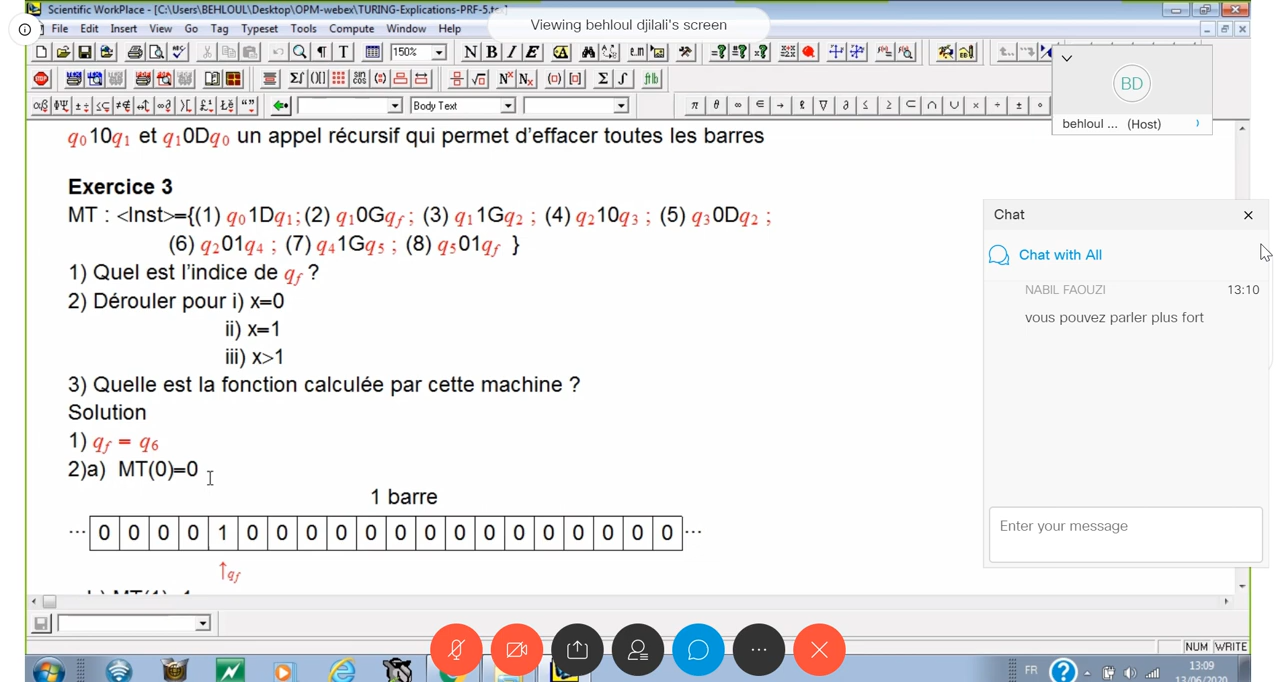 Scientific WorkPlace - [C:\Users\BEHLOUL\Desktop\OPM-webex\TURING-Explications-PRF-5.te ]
Viewing behloul djilali's screen
File Edit Insert View Go Tag Typeset Tools Compute Window Help
150%
Body Text
BD
behloul ... (Host)
q₀10q₁ et q₁0Dq₀ un appel récursif qui permet d'effacer toutes les barres
Exercice 3
MT : <Inst>={(1) q₀1Dq₁; (2) q₁0Gq_f ; (3) q₁1Gq₂ ; (4) q₂10q₃ ; (5) q₃0Dq₂ ;
(6) q₂01q₄ ; (7) q₄1Gq₅ ; (8) q₅01q_f }
1) Quel est l'indice de q_f ?
2) Dérouler pour i) x=0
ii) x=1
iii) x>1
3) Quelle est la fonction calculée par cette machine ?
Solution
1) q_f = q₆
2)a) MT(0)=0
1 barre
... 0 0 0 0 1 0 0 0 0 0 0 0 0 0 0 0 0 0 0 0 ...
↑q_f
Chat
Chat with All
NABIL FAOUZI 13:10
vous pouvez parler plus fort
Enter your message
NUM WRITE
FR
13:09
13/06/2020